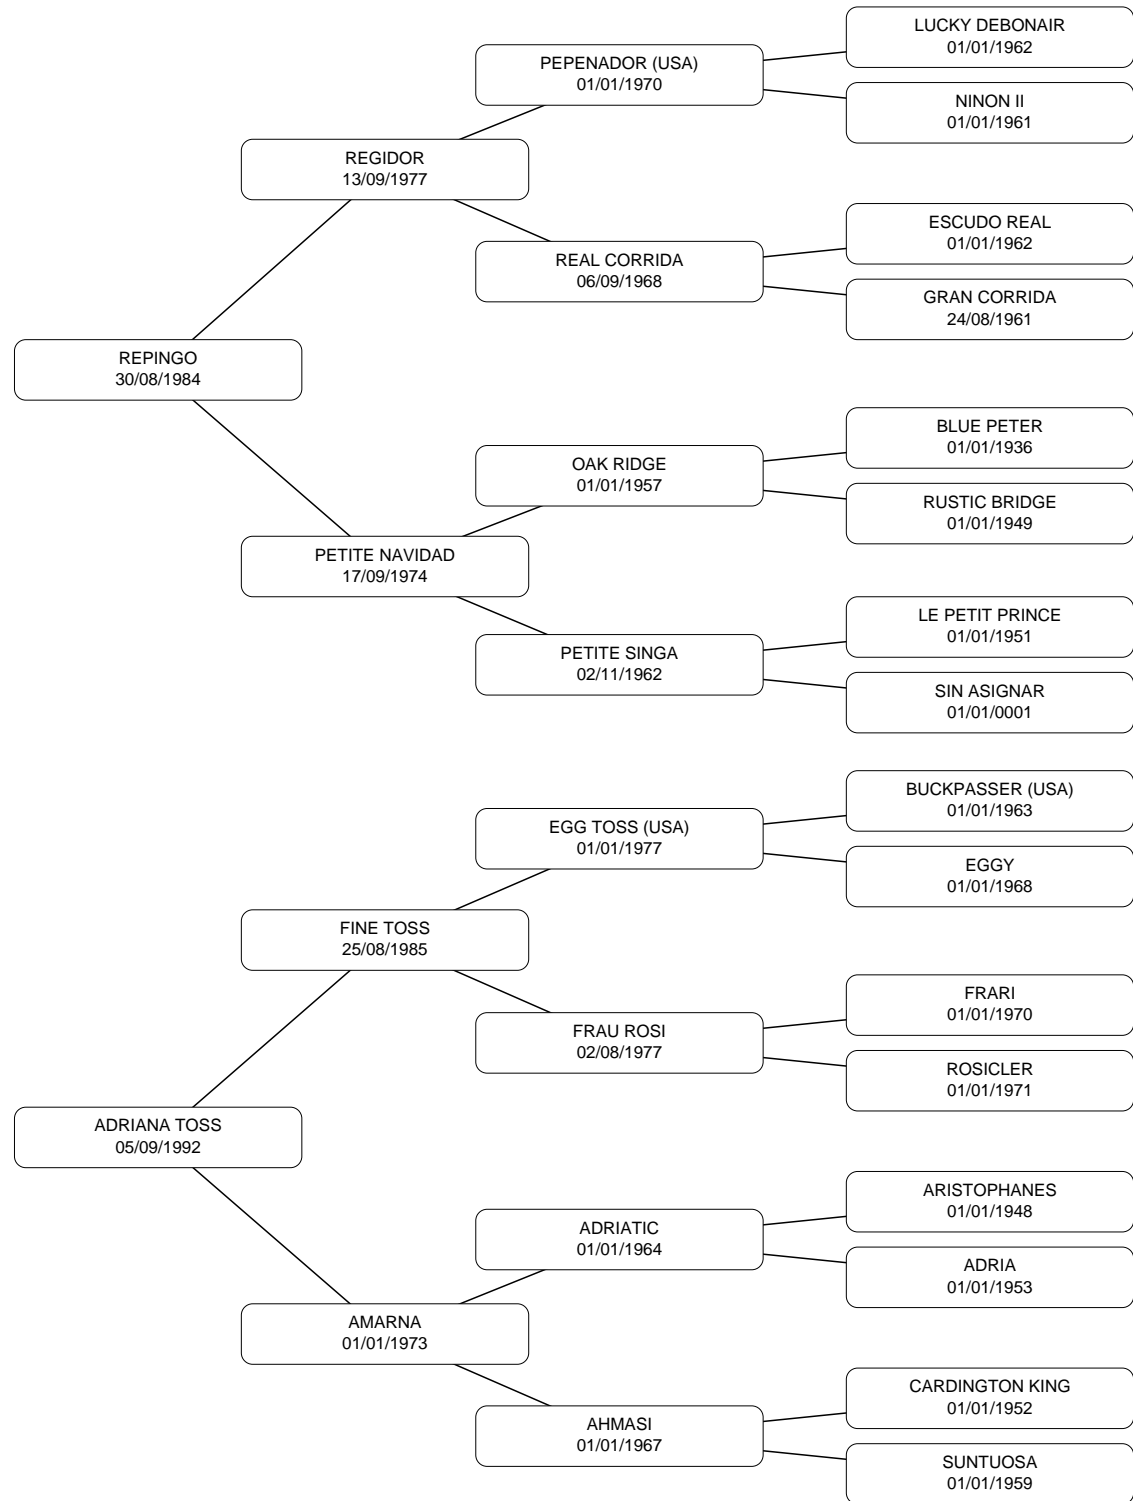 LUCKY DEBONAIR
01/01/1962
PEPENADOR (USA)
01/01/1970
NINON II
01/01/1961
REGIDOR
13/09/1977
ESCUDO REAL
01/01/1962
REAL CORRIDA
06/09/1968
GRAN CORRIDA
24/08/1961
REPINGO
30/08/1984
BLUE PETER
01/01/1936
OAK RIDGE
01/01/1957
RUSTIC BRIDGE
01/01/1949
PETITE NAVIDAD
17/09/1974
LE PETIT PRINCE
01/01/1951
PETITE SINGA
02/11/1962
SIN ASIGNAR
01/01/0001
BUCKPASSER (USA)
01/01/1963
EGG TOSS (USA)
01/01/1977
EGGY
01/01/1968
FINE TOSS
25/08/1985
FRARI
01/01/1970
FRAU ROSI
02/08/1977
ROSICLER
01/01/1971
ADRIANA TOSS
05/09/1992
ARISTOPHANES
01/01/1948
ADRIATIC
01/01/1964
ADRIA
01/01/1953
AMARNA
01/01/1973
CARDINGTON KING
01/01/1952
AHMASI
01/01/1967
SUNTUOSA
01/01/1959